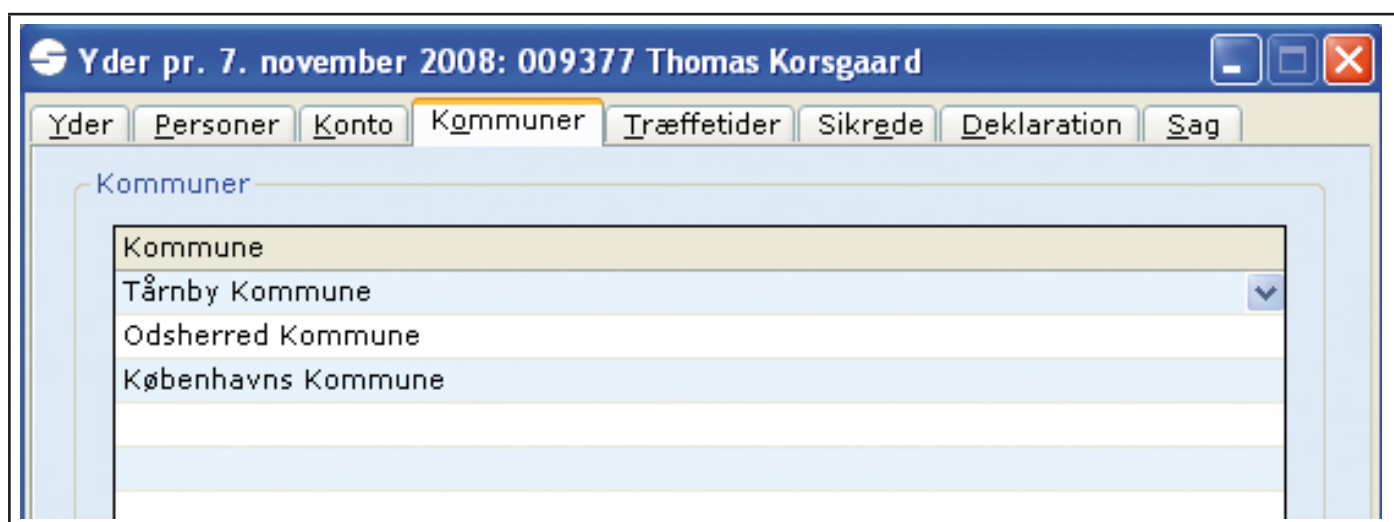 Yder pr. 7. november 2008: 009377 Thomas Korsgaard
Yder Personer Konto Kommuner Træffetider Sikrede Deklaration Sag
Kommuner
Kommune
Tårnby Kommune
Odsherred Kommune
Københavns Kommune